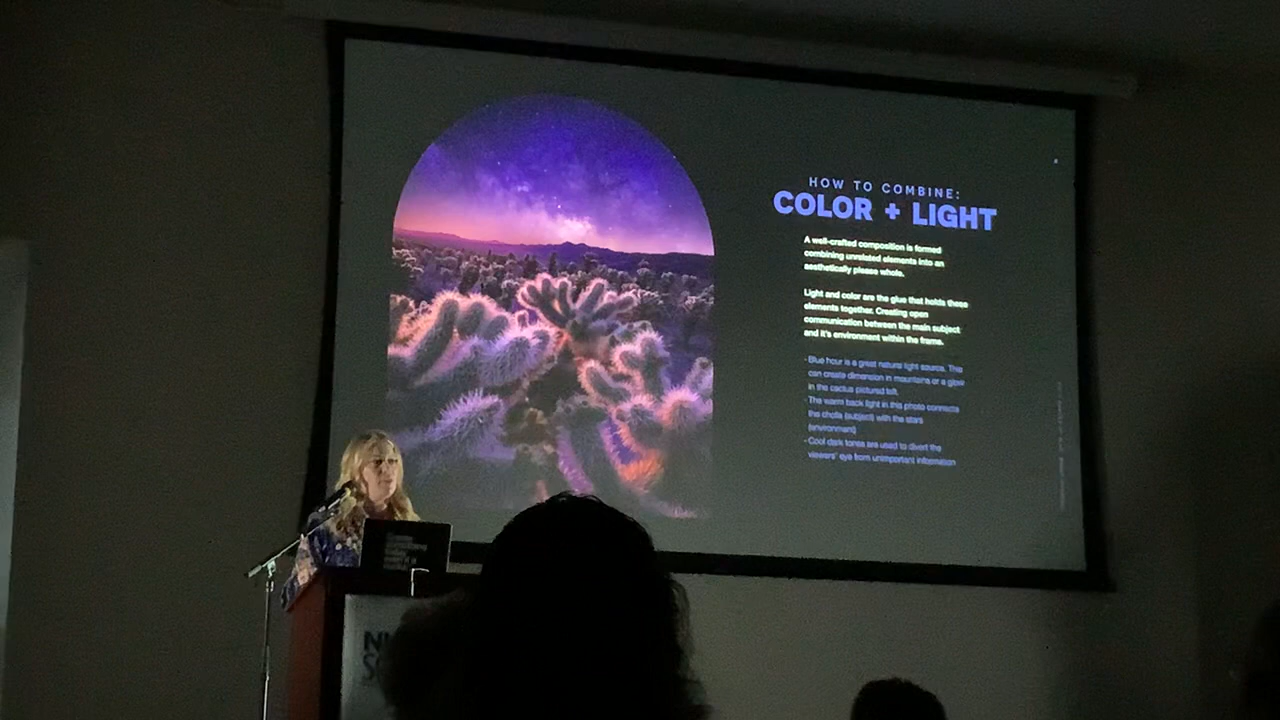 HOW TO COMBINE:
COLOR + LIGHT
A well-crafted composition is formed
combining unrelated elements into an
aesthetically please whole.
Light and color are the glue that holds these
elements together. Creating open
communication between the main subject
and it's environment within the frame.
- Blue hour is a great natural light source. This
can create dimension in mountains or a glow
in the cactus pictured left.
- The warm back light in this photo connects
the cholla (subject) with the stars
(environment)
- Cool dark tones are used to divert the
viewers' eye from unimportant information